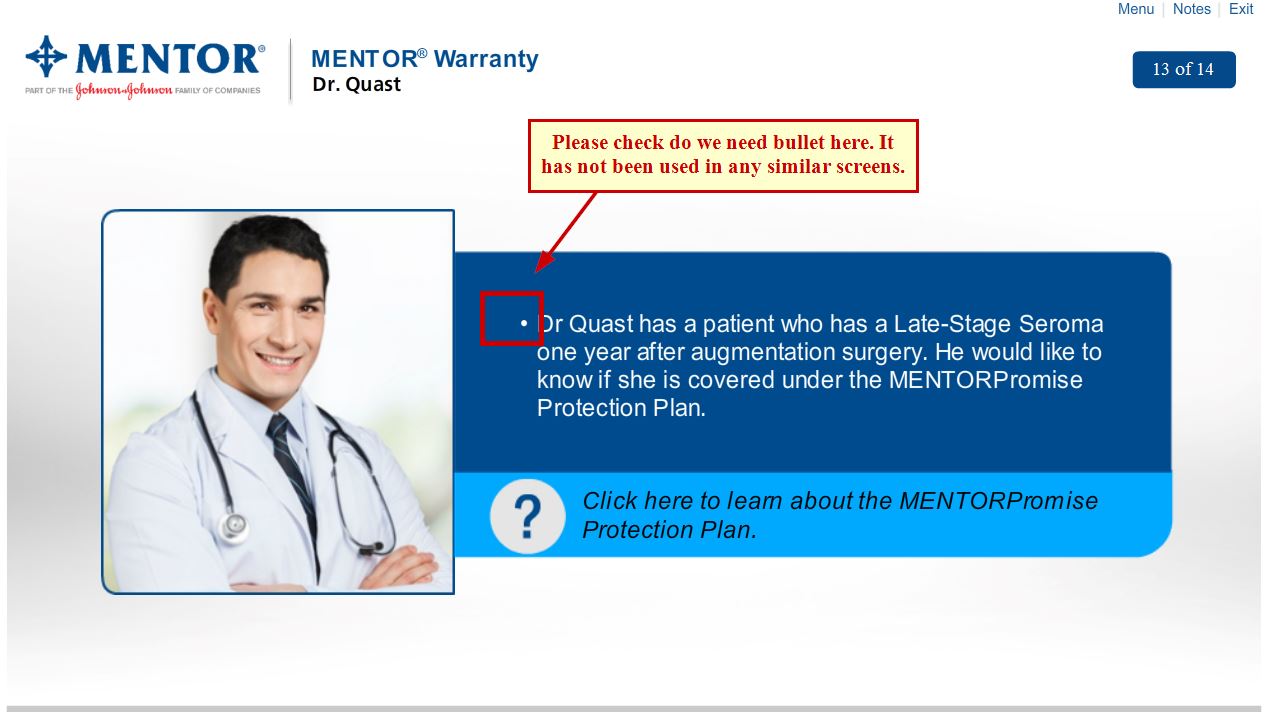 Menu | Notes | Exit
MENTOR®
PART OF THE Johnson&Johnson FAMILY OF COMPANIES
MENTOR® Warranty
Dr. Quast
13 of 14
Please check do we need bullet here. It
has not been used in any similar screens.
• Dr Quast has a patient who has a Late-Stage Seroma
one year after augmentation surgery. He would like to
know if she is covered under the MENTORPromise
Protection Plan.
?
Click here to learn about the MENTORPromise
Protection Plan.